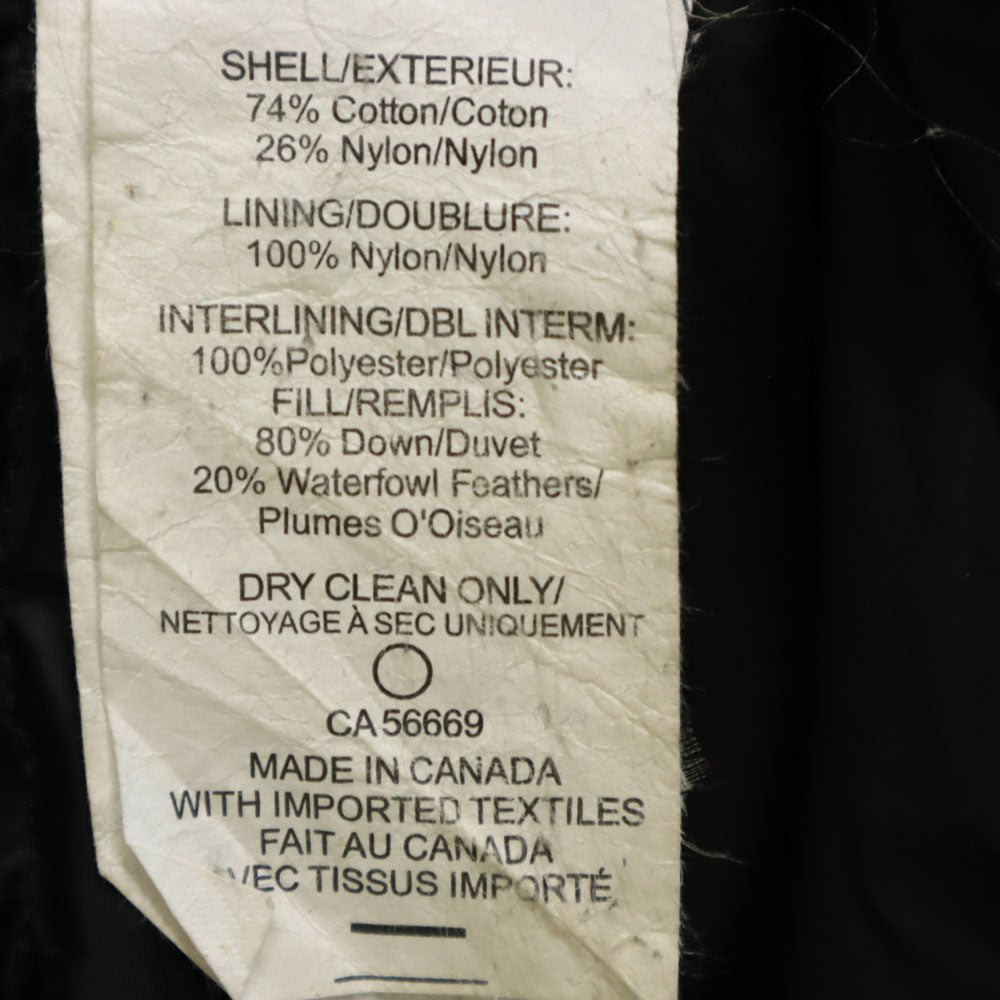 SHELL/EXTERIEUR:
74% Cotton/Coton
26% Nylon/Nylon
LINING/DOUBLURE:
100% Nylon/Nylon
INTERLINING/DBL INTERM:
100%Polyester/Polyester
FILL/REMPLIS:
80% Down/Duvet
20% Waterfowl Feathers/
Plumes O'Oiseau
DRY CLEAN ONLY/
NETTOYAGE À SEC UNIQUEMENT
CA 56669
MADE IN CANADA
WITH IMPORTED TEXTILES
FAIT AU CANADA
AVEC TISSUS IMPORTÉ